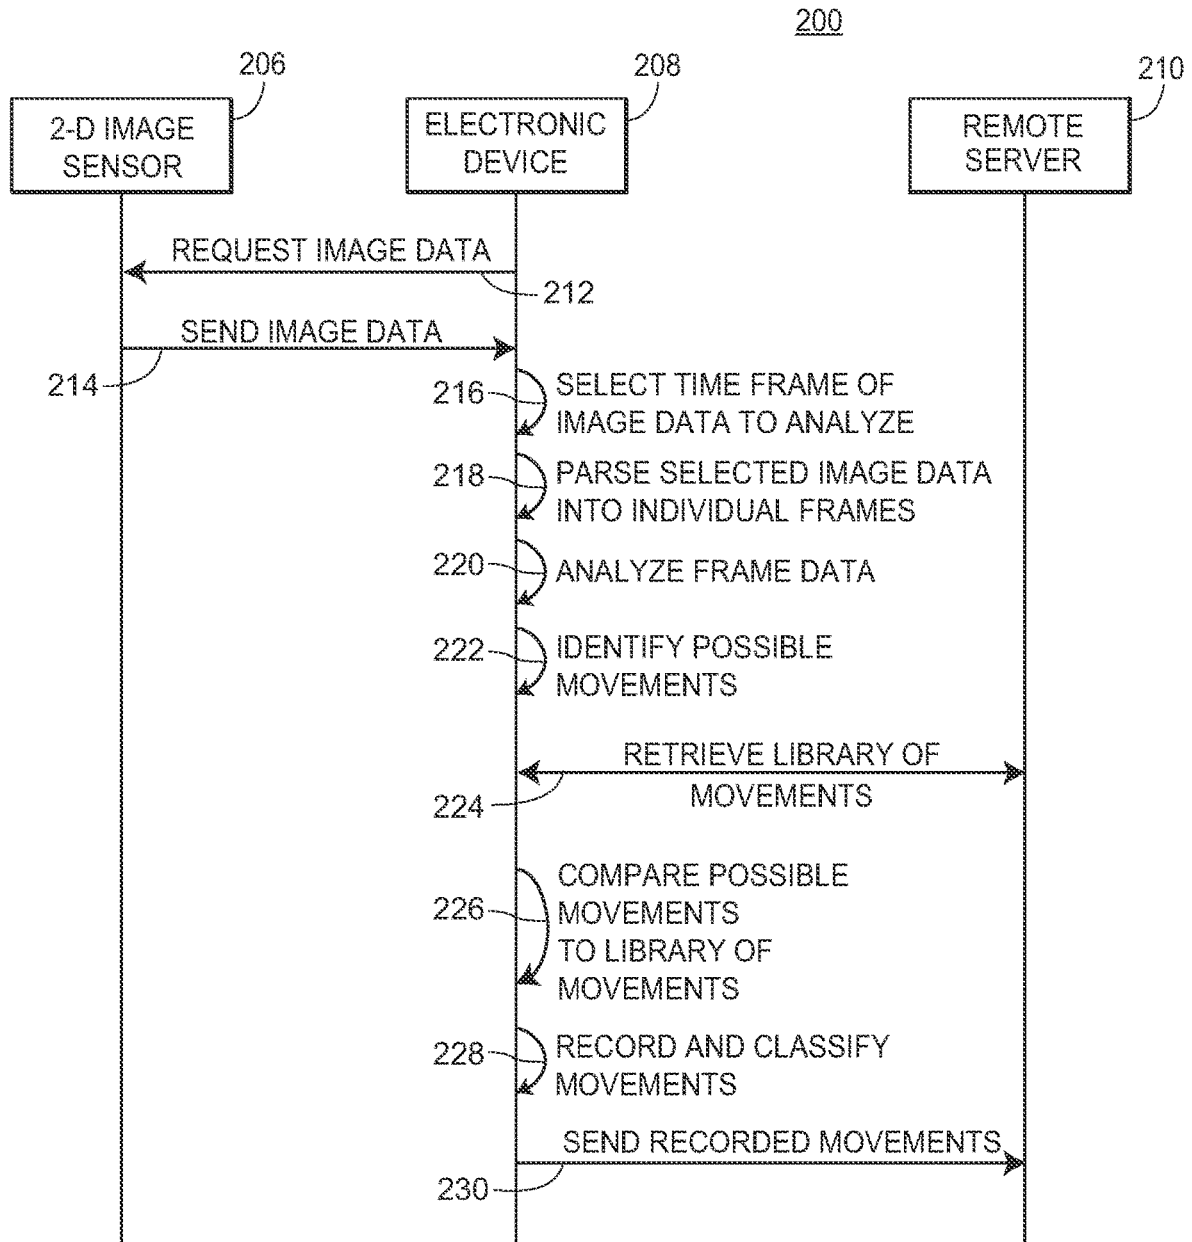 200
206
208
210
2-D IMAGE
SENSOR
ELECTRONIC
DEVICE
REMOTE
SERVER
REQUEST IMAGE DATA
212
SEND IMAGE DATA
214
216
SELECT TIME FRAME OF
IMAGE DATA TO ANALYZE
218
PARSE SELECTED IMAGE DATA
INTO INDIVIDUAL FRAMES
220
ANALYZE FRAME DATA
222
IDENTIFY POSSIBLE
MOVEMENTS
RETRIEVE LIBRARY OF
MOVEMENTS
224
226
COMPARE POSSIBLE
MOVEMENTS
TO LIBRARY OF
MOVEMENTS
228
RECORD AND CLASSIFY
MOVEMENTS
SEND RECORDED MOVEMENTS
230